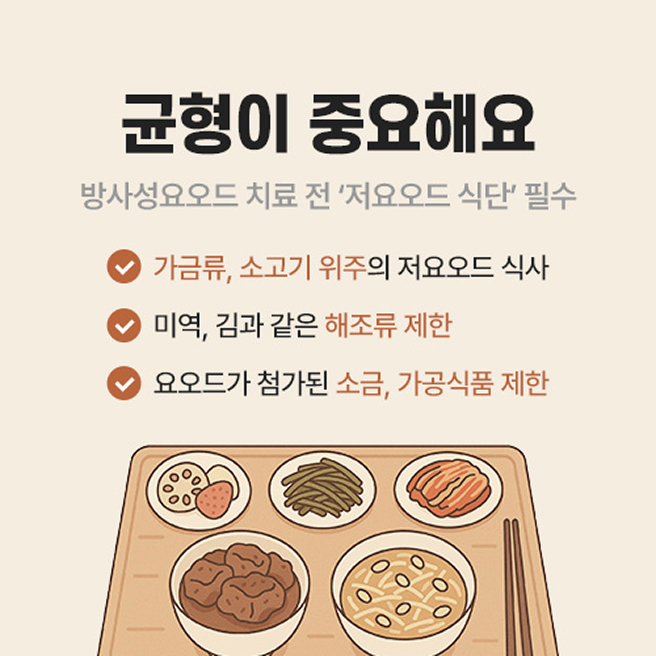 균형이 중요해요
방사성요오드 치료 전 ‘저요오드 식단’ 필수
가금류, 소고기 위주의 저요오드 식사
미역, 김과 같은 해조류 제한
요오드가 첨가된 소금, 가공식품 제한